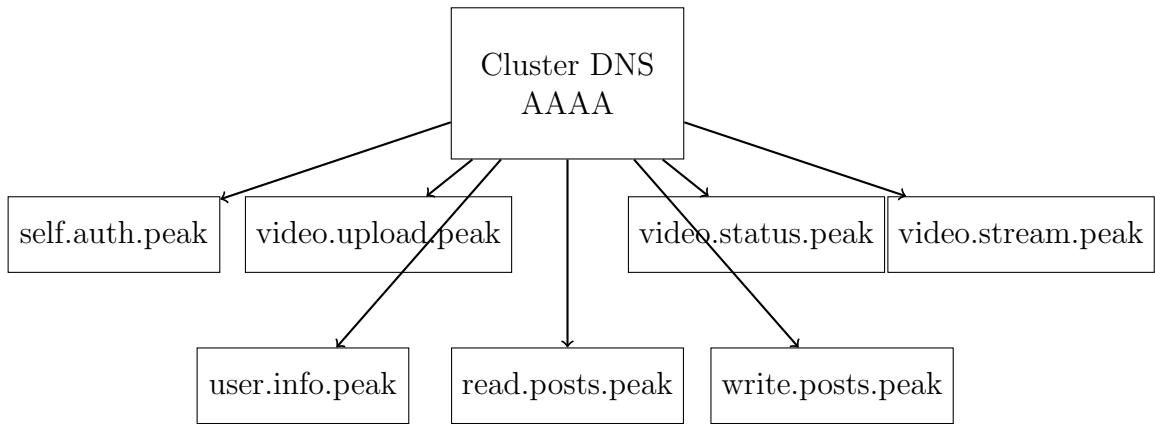 Cluster DNS
AAAA
self.auth.peak
video.upload.peak
video.status.peak
video.stream.peak
user.info.peak
read.posts.peak
write.posts.peak